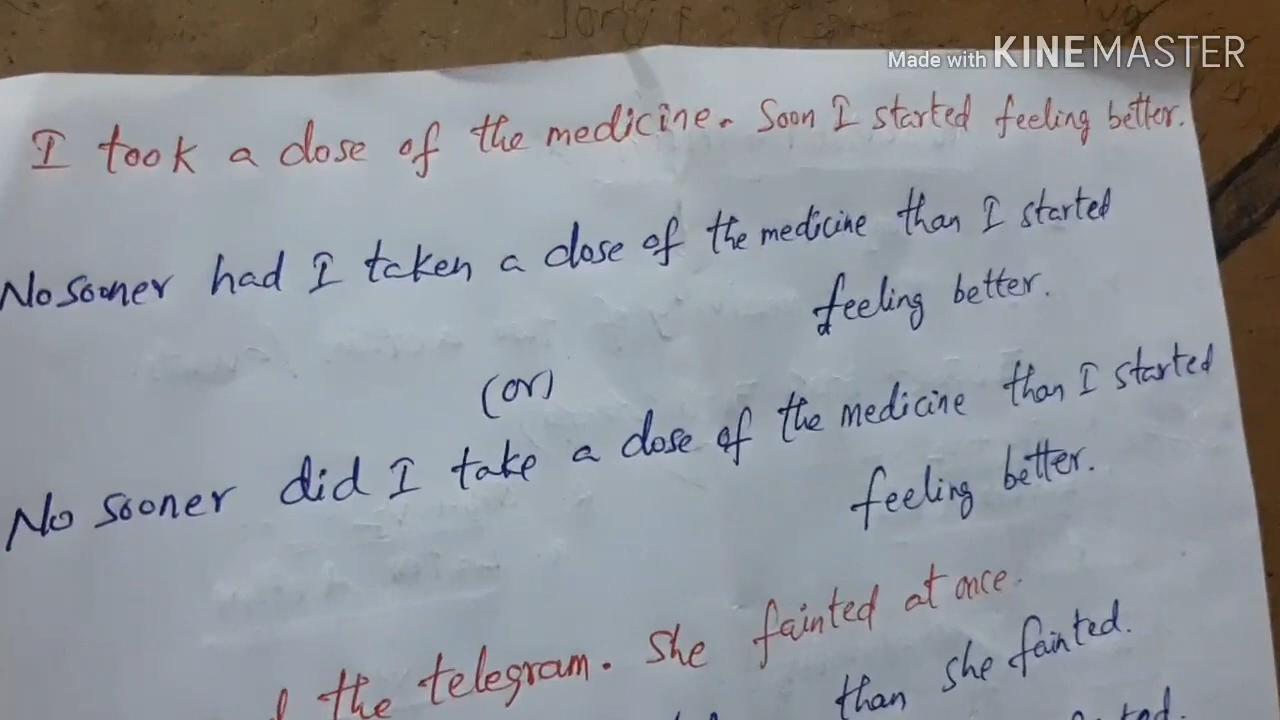 Made with KINEMASTER
I took a dose of the medicine. Soon I started feeling better.
No sooner had I taken a dose of the medicine than I started
feeling better.
(or)
No sooner did I take a dose of the medicine than I started
feeling better.
the telegram. She fainted at once.
than she fainted.